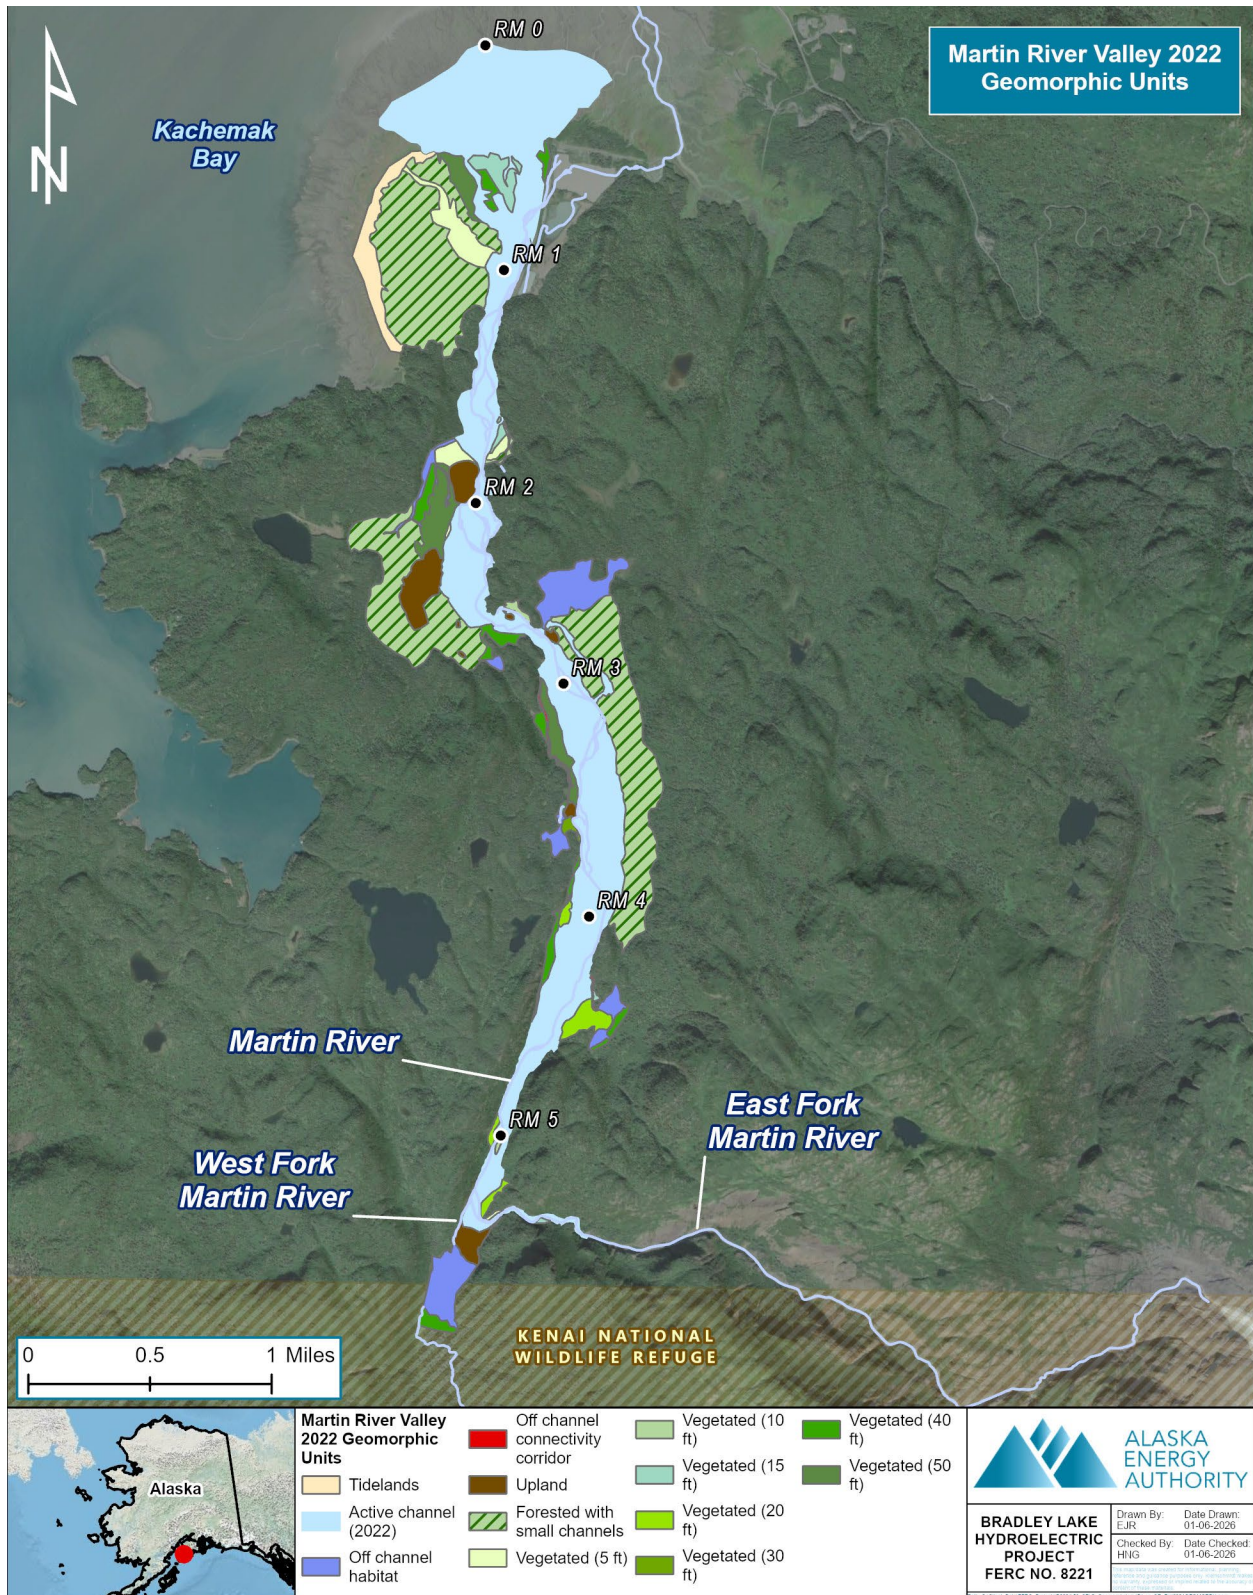 RM 0
Martin River Valley 2022
Geomorphic Units
Kachemak
Bay
N
RM 1
RM 2
RM 3
RM 4
Martin River
RM 5
East Fork
Martin River
West Fork
Martin River
KENAI NATIONAL
WILDLIFE REFUGE
0 0.5 1 Miles
Alaska
Martin River Valley
2022 Geomorphic
Units
Tidelands
Active channel
(2022)
Off channel
habitat
Off channel
connectivity
corridor
Upland
Forested with
small channels
Vegetated (5 ft)
Vegetated (10
ft)
Vegetated (15
ft)
Vegetated (20
ft)
Vegetated (30
ft)
Vegetated (40
ft)
Vegetated (50
ft)
ALASKA
ENERGY
AUTHORITY
BRADLEY LAKE
HYDROELECTRIC
PROJECT
FERC NO. 8221
Drawn By:
EJR
Date Drawn:
01-06-2026
Checked By:
HNG
Date Checked:
01-06-2026